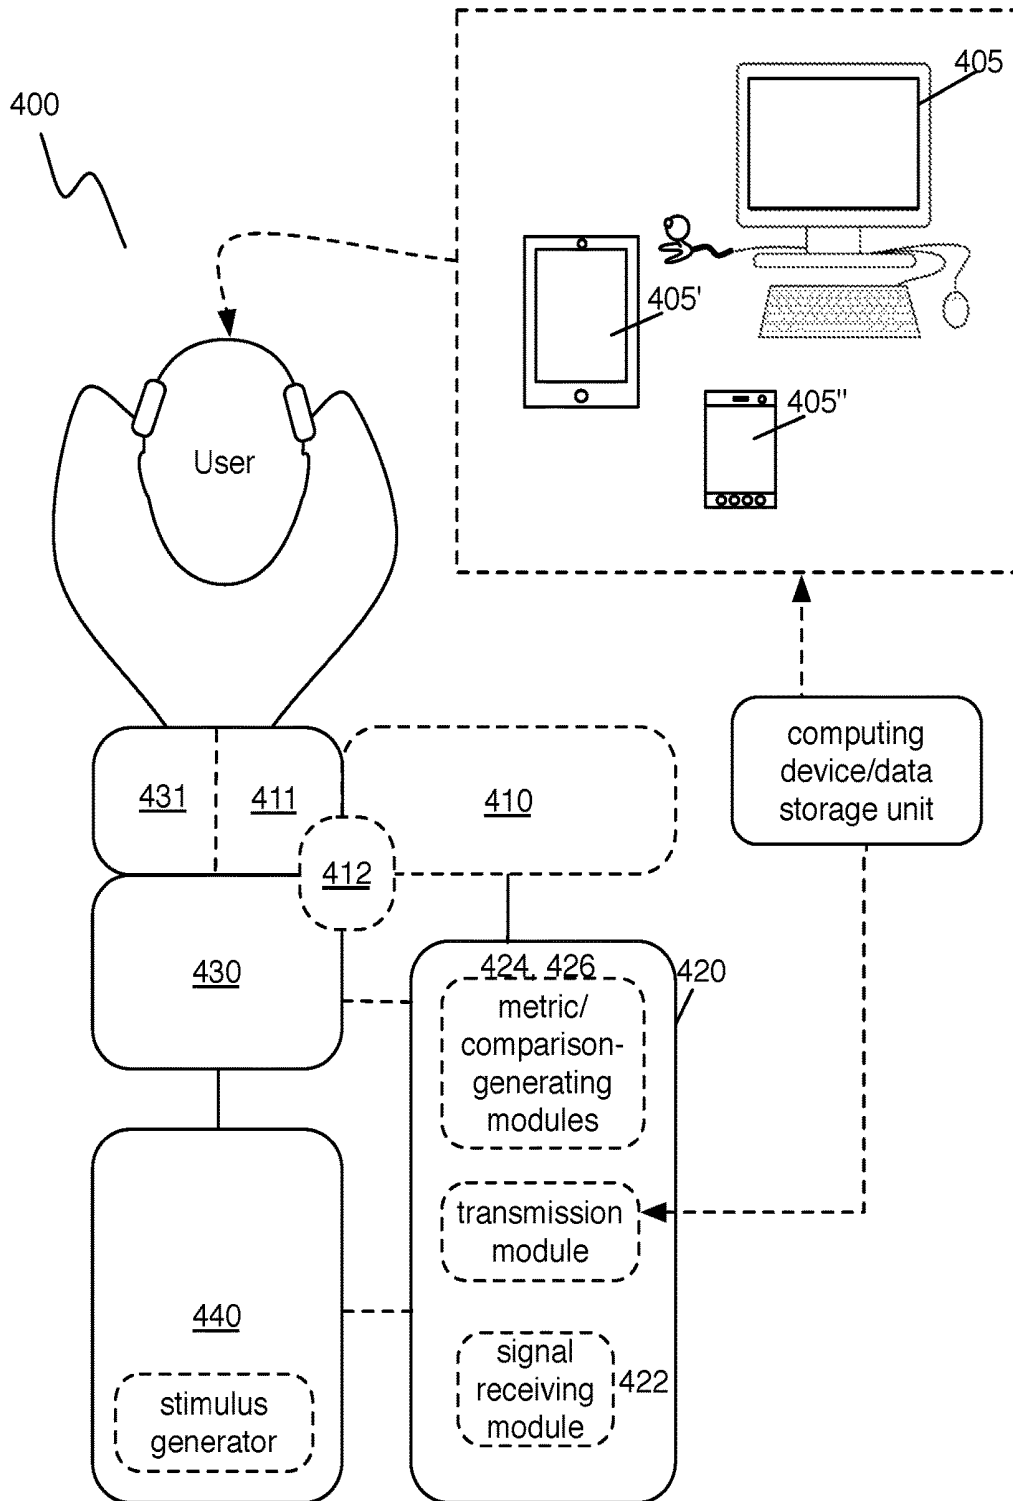 405
400
405'
405"
User
computing
device/data
storage unit
431
411
410
412
430
424, 426
420
metric/
comparison-
generating
modules
transmission
module
440
signal
receiving
module
422
stimulus
generator